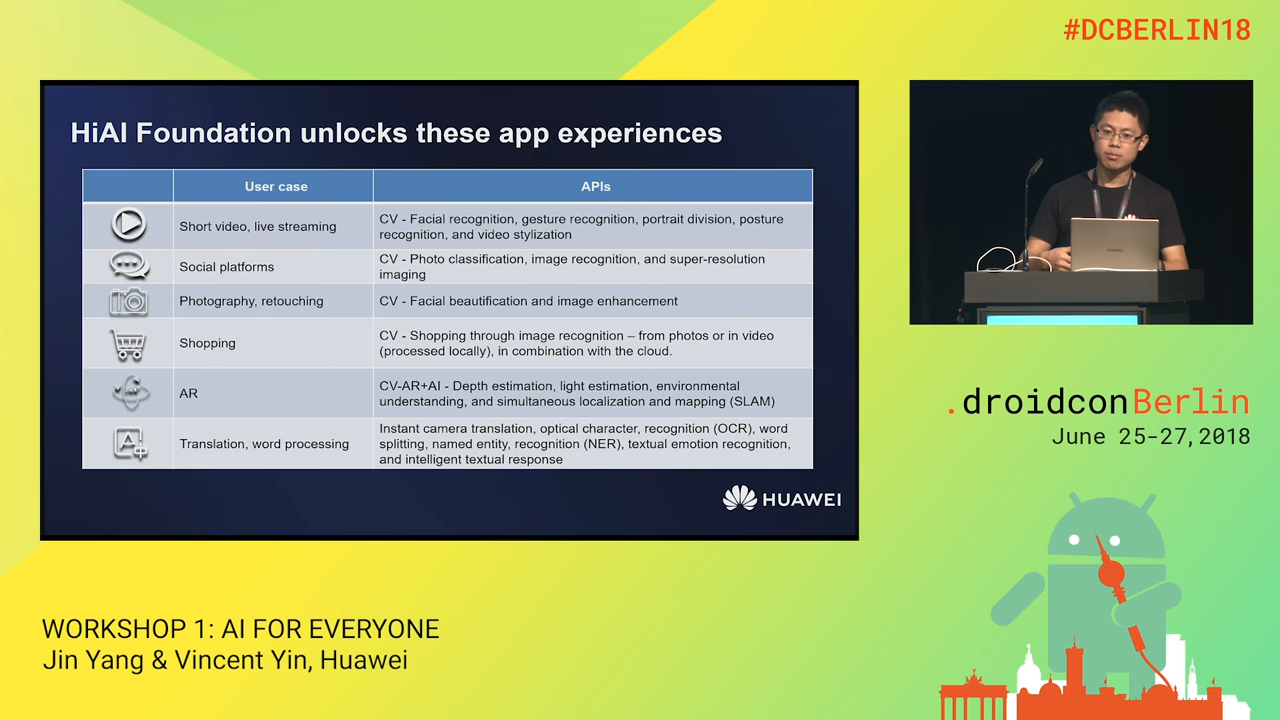 #DCBERLIN18
HiAI Foundation unlocks these app experiences
User case
APIs
Short video, live streaming
CV - Facial recognition, gesture recognition, portrait division, posture
recognition, and video stylization
Social platforms
CV - Photo classification, image recognition, and super-resolution
imaging
Photography, retouching
CV - Facial beautification and image enhancement
Shopping
CV - Shopping through image recognition – from photos or in video
(processed locally), in combination with the cloud.
AR
CV-AR+AI - Depth estimation, light estimation, environmental
understanding, and simultaneous localization and mapping (SLAM)
Translation, word processing
Instant camera translation, optical character, recognition (OCR), word
splitting, named entity, recognition (NER), textual emotion recognition,
and intelligent textual response
HUAWEI
.droidconBerlin
June 25-27, 2018
WORKSHOP 1: AI FOR EVERYONE
Jin Yang & Vincent Yin, Huawei